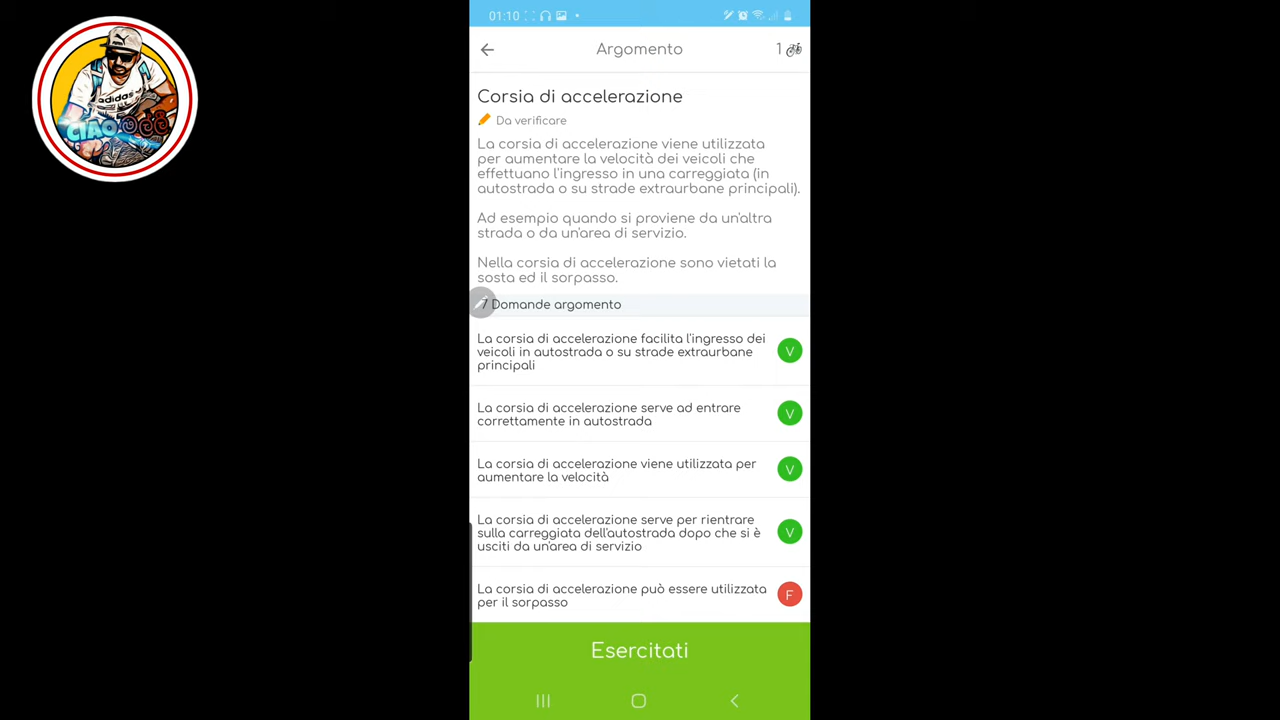 01:10
Argomento
1
Corsia di accelerazione
Da verificare
La corsia di accelerazione viene utilizzata
per aumentare la velocità dei veicoli che
effettuano l'ingresso in una carreggiata (in
autostrada o su strade extraurbane principali).
Ad esempio quando si proviene da un'altra
strada o da un'area di servizio.
Nella corsia di accelerazione sono vietati la
sosta ed il sorpasso.
7 Domande argomento
La corsia di accelerazione facilita l'ingresso dei
veicoli in autostrada o su strade extraurbane
principali
V
La corsia di accelerazione serve ad entrare
correttamente in autostrada
V
La corsia di accelerazione viene utilizzata per
aumentare la velocità
V
La corsia di accelerazione serve per rientrare
sulla carreggiata dell'autostrada dopo che si è
usciti da un'area di servizio
V
La corsia di accelerazione può essere utilizzata
per il sorpasso
F
Esercitati
adidas
CIAO